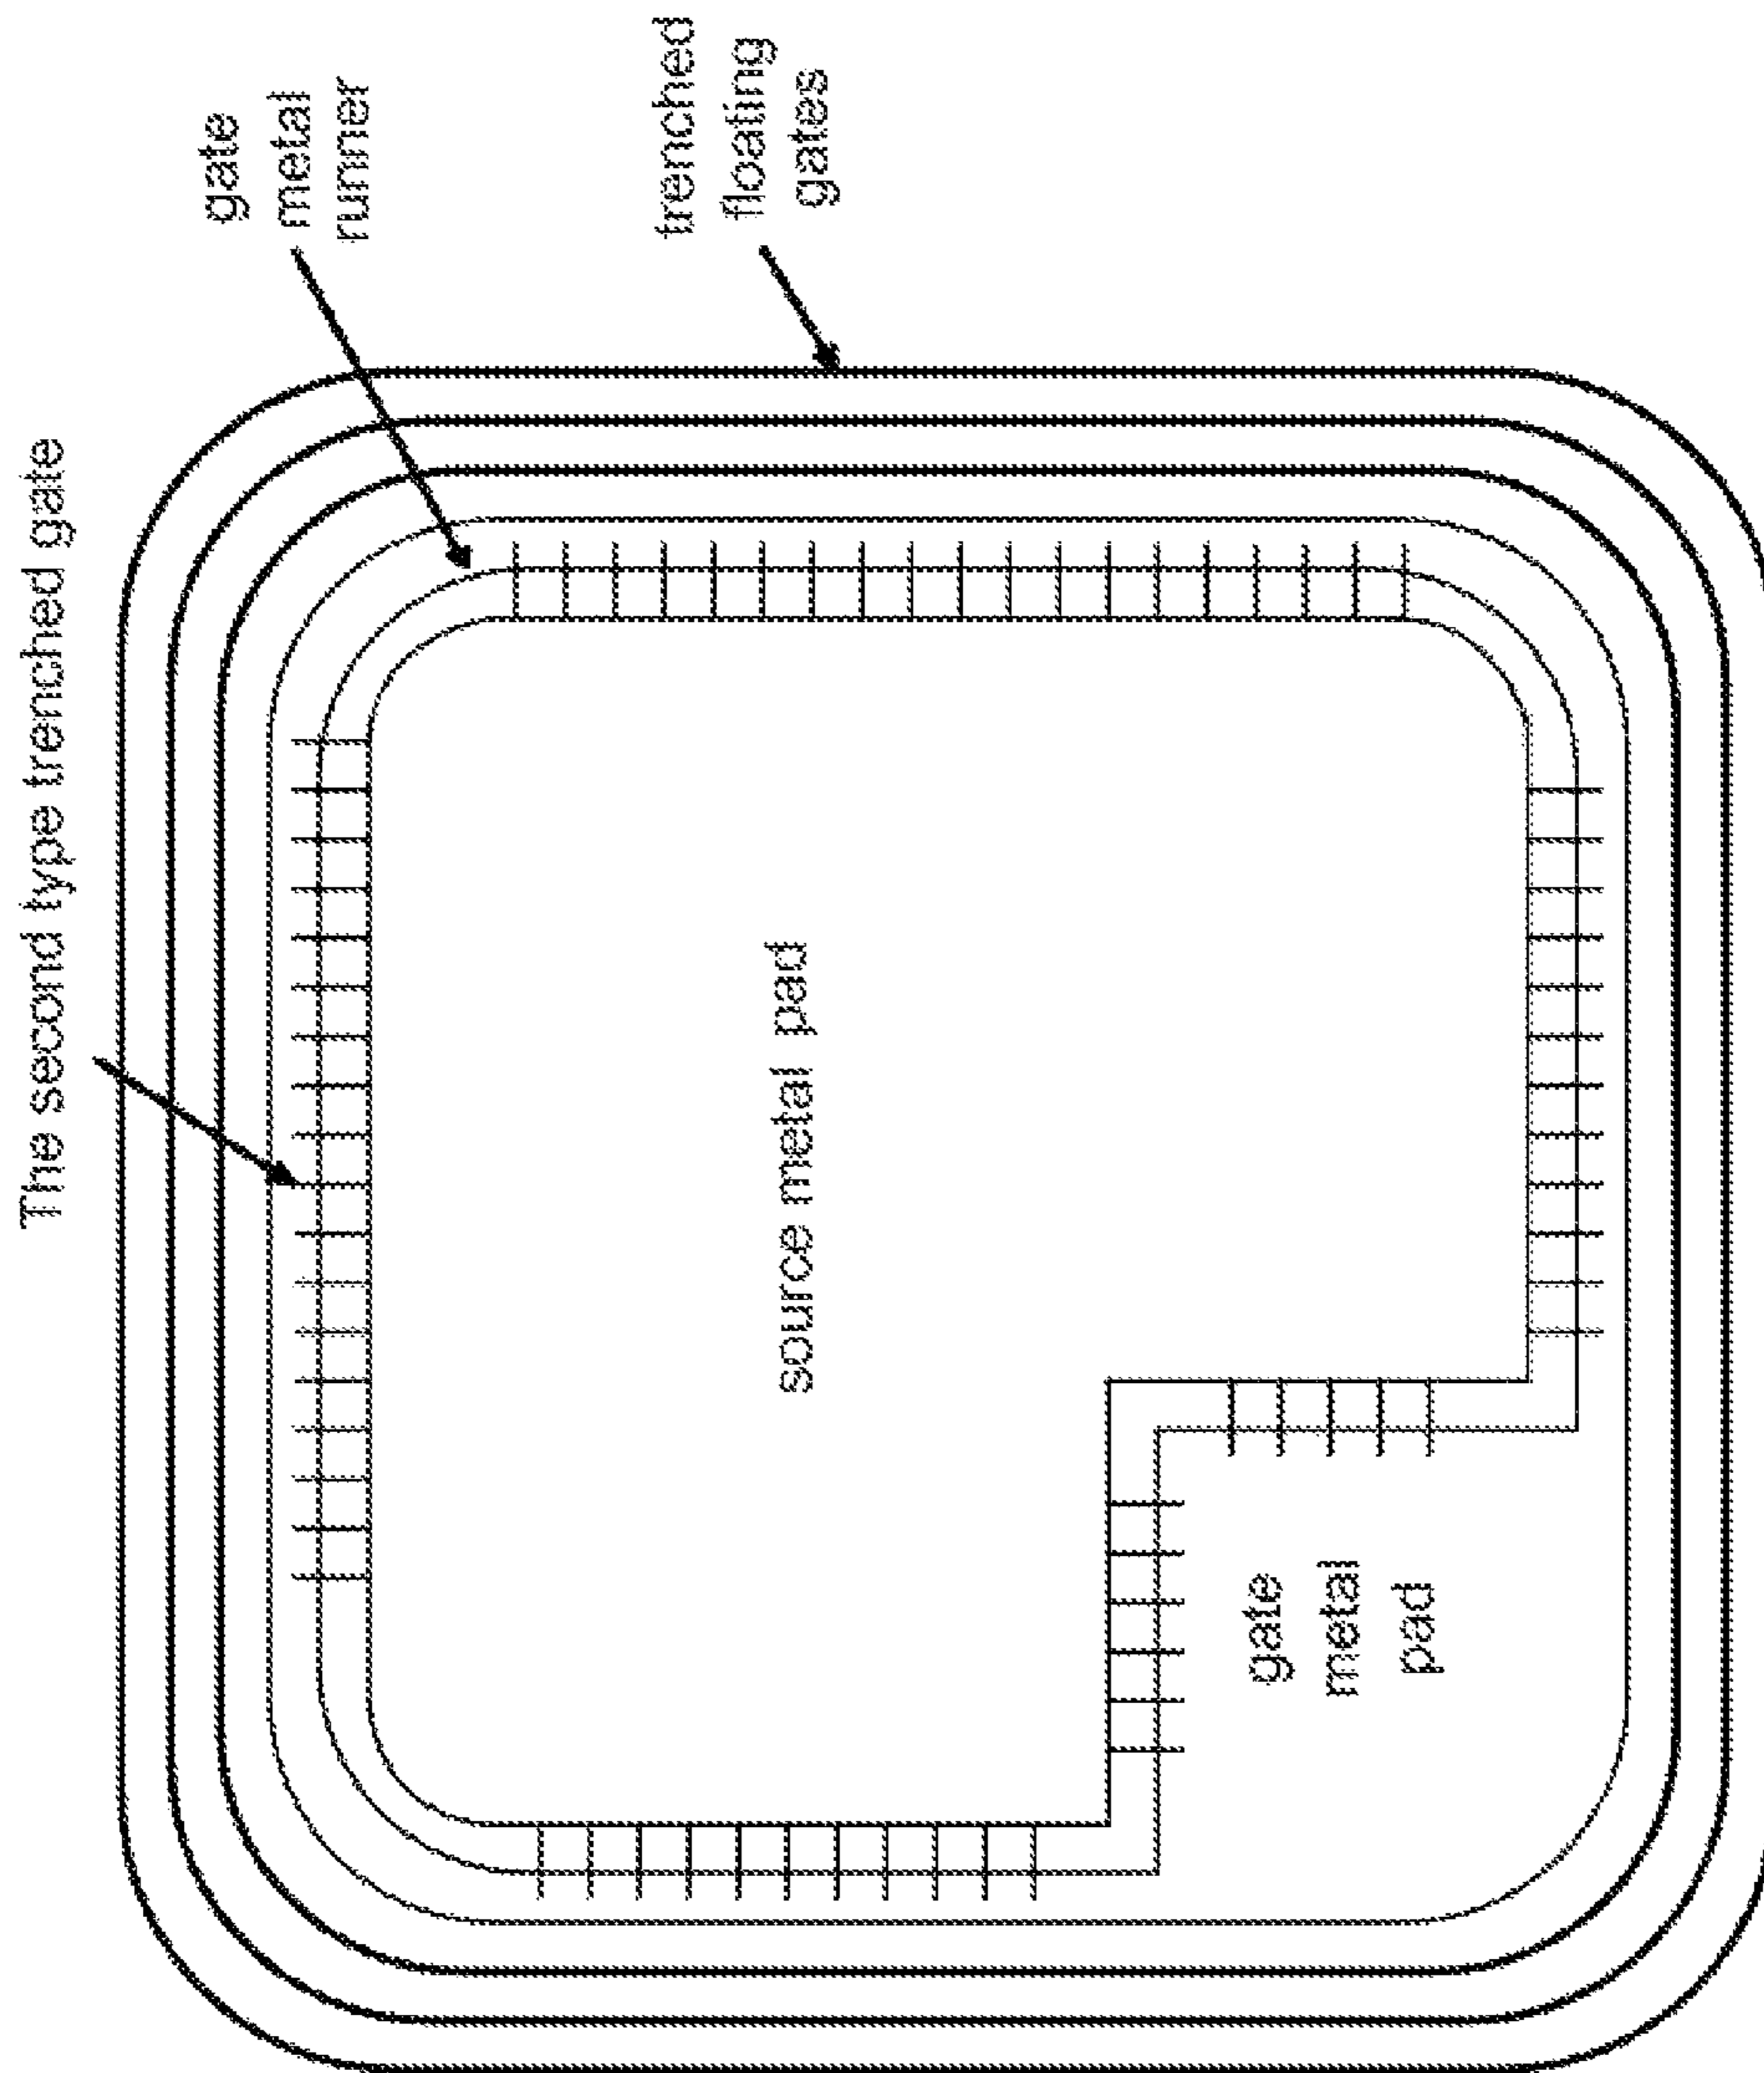 The second type trenched gate
gate
metal
runner
trenched
floating
gates
source metal pad
gate
metal
pad